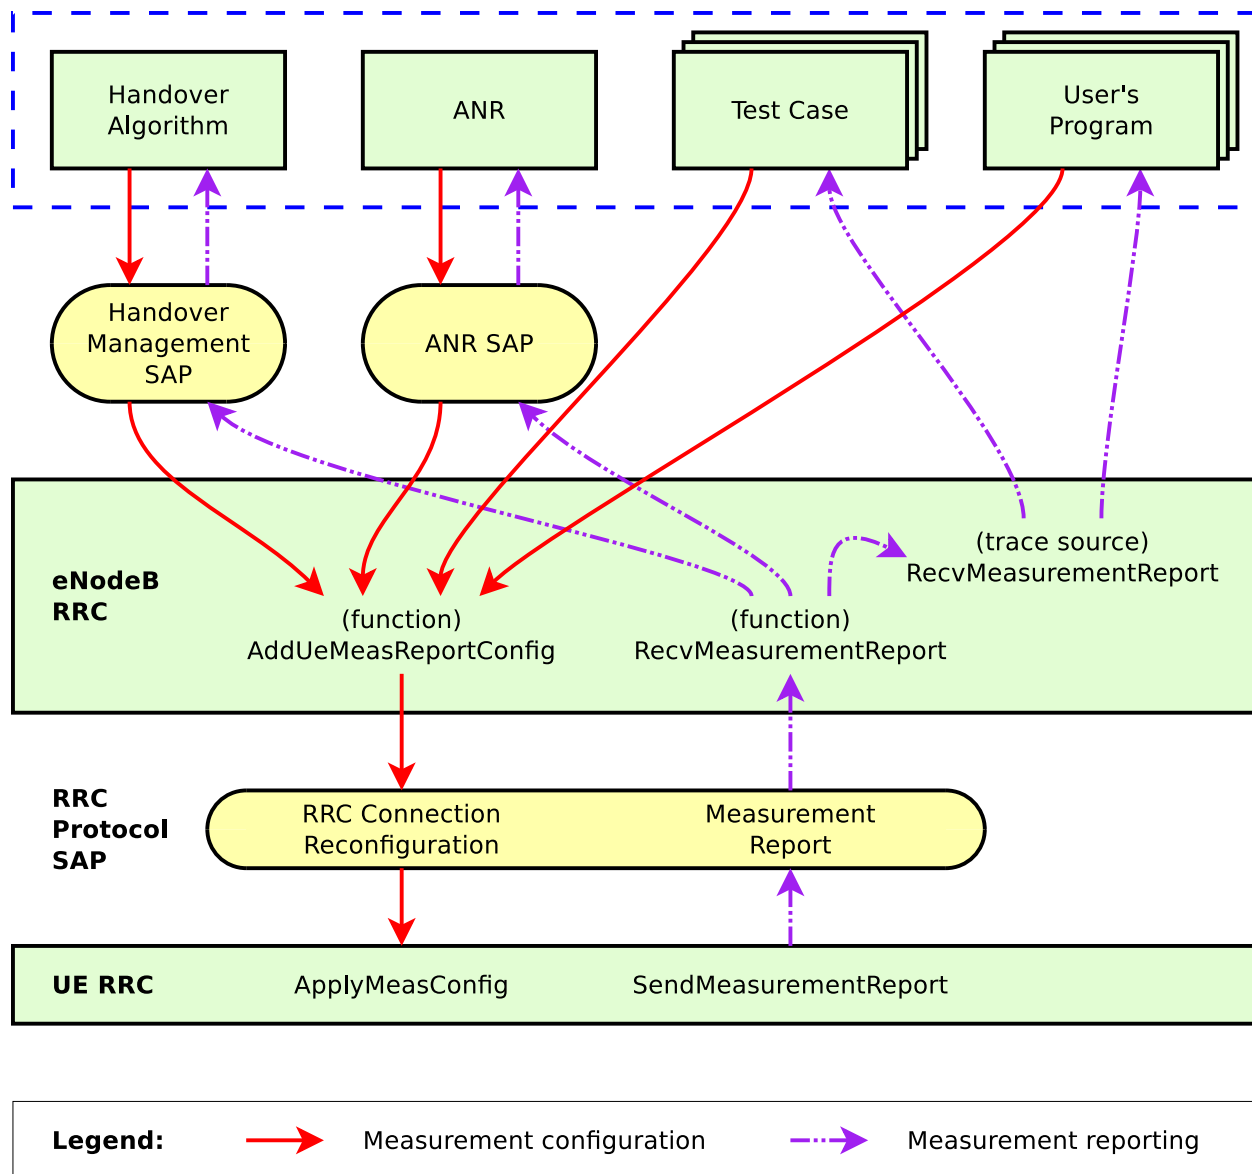 Handover
Algorithm
ANR
Test Case
User's
Program
Handover
Management
SAP
ANR SAP
eNodeB
RRC
(function)
AddUeMeasReportConfig
(function)
RecvMeasurementReport
(trace source)
RecvMeasurementReport
RRC
Protocol
SAP
RRC Connection
Reconfiguration
Measurement
Report
UE RRC
ApplyMeasConfig
SendMeasurementReport
Legend:
Measurement configuration
Measurement reporting